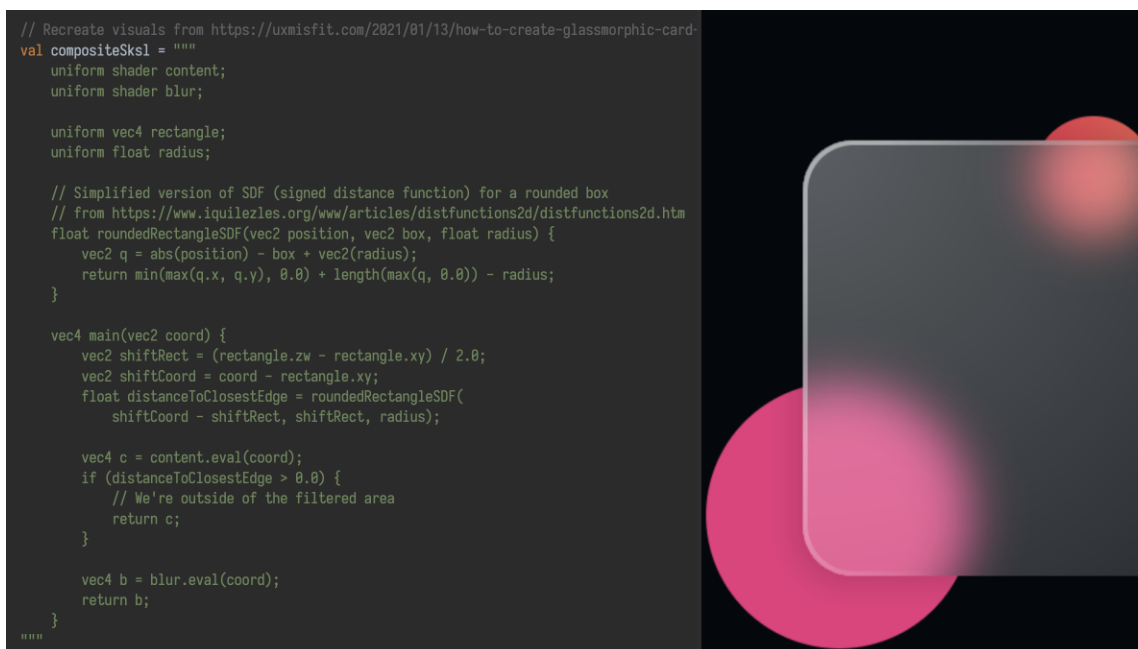 // Recreate visuals from https://uxmisfit.com/2021/01/13/how-to-create-glassmorphic-card-
val compositeSksl = """
    uniform shader content;
    uniform shader blur;

    uniform vec4 rectangle;
    uniform float radius;

    // Simplified version of SDF (signed distance function) for a rounded box
    // from https://www.iquilezles.org/www/articles/distfunctions2d/distfunctions2d.htm
    float roundedRectangleSDF(vec2 position, vec2 box, float radius) {
        vec2 q = abs(position) - box + vec2(radius);
        return min(max(q.x, q.y), 0.0) + length(max(q, 0.0)) - radius;
    }

    vec4 main(vec2 coord) {
        vec2 shiftRect = (rectangle.zw - rectangle.xy) / 2.0;
        vec2 shiftCoord = coord - rectangle.xy;
        float distanceToClosestEdge = roundedRectangleSDF(
            shiftCoord - shiftRect, shiftRect, radius);

        vec4 c = content.eval(coord);
        if (distanceToClosestEdge > 0.0) {
            // We're outside of the filtered area
            return c;
        }

        vec4 b = blur.eval(coord);
        return b;
    }
"""